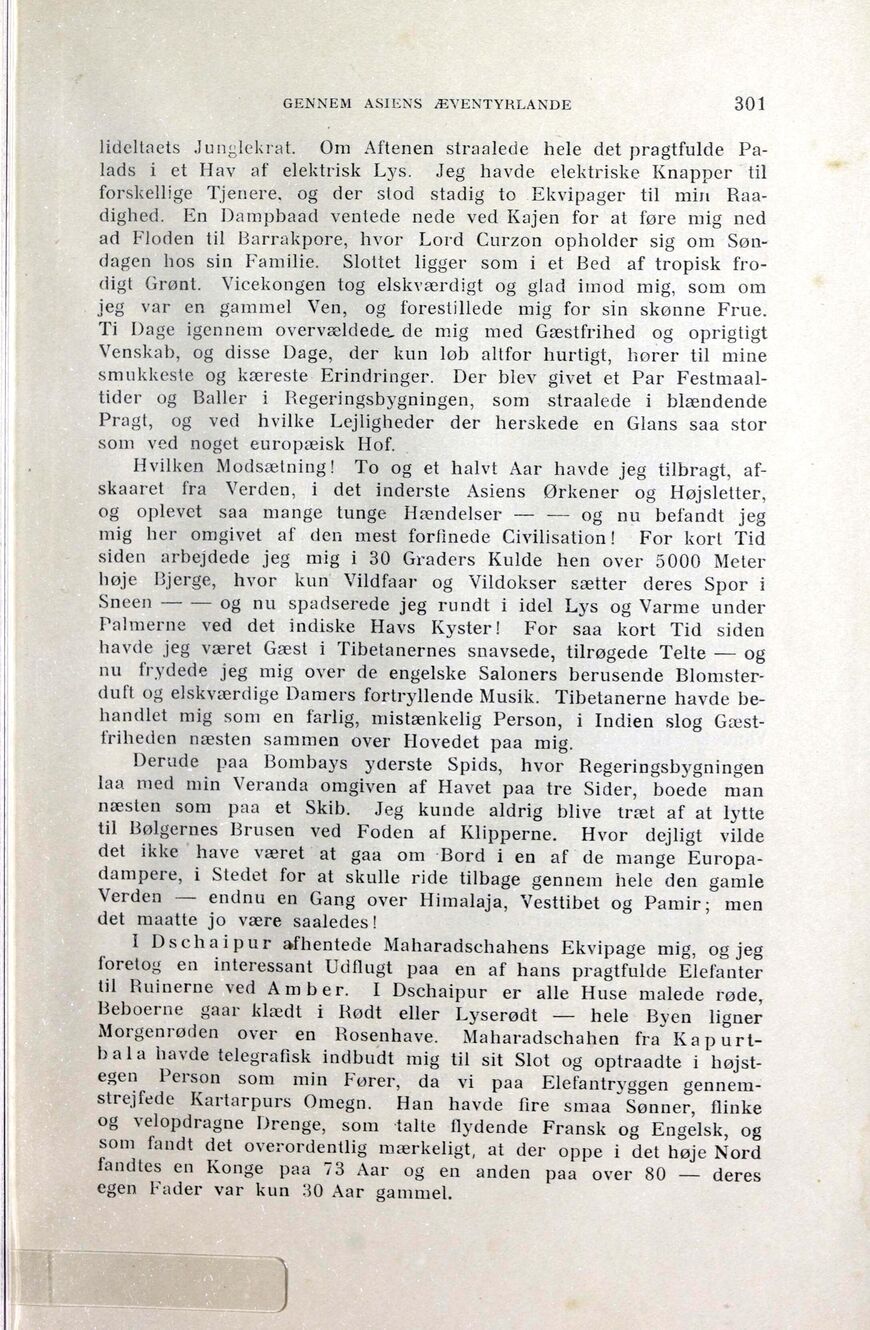 GENNEM ASIENS ÆVENTYRLANDE 301
lideltaets Junglekrat. Om Aftenen straalede hele det pragtfulde Pa-
lads i et Hav af elektrisk Lys. Jeg havde elektriske Knapper til
forskellige Tjenere, og der stod stadig to Ekvipager til min Raa-
dighed. En Dampbaad ventede nede ved Kajen for at føre mig ned
ad Floden til Barrakpore, hvor Lord Curzon opholder sig om Søn-
dagen hos sin Familie. Slottet ligger som i et Bed af tropisk fro-
digt Grønt. Vicekongen tog elskværdigt og glad imod mig, som om
jeg var en gammel Ven, og forestillede mig for sin skønne Frue.
Ti Dage igennem overvældede de mig med Gæstfrihed og oprigtigt
Venskab, og disse Dage, der kun løb altfor hurtigt, hører til mine
smukkeste og kæreste Erindringer. Der blev givet et Par Festmaal-
tider og Baller i Regeringsbygningen, som straalede i blændende
Pragt, og ved hvilke Lejligheder der herskede en Glans saa stor
som ved noget europæisk Hof.
Hvilken Modsætning! To og et halvt Aar havde jeg tilbragt, af-
skaaret fra Verden, i det inderste Asiens Ørkener og Højsletter,
og oplevet saa mange tunge Hændelser — — og nu befandt jeg
mig her omgivet af den mest forfinede Civilisation! For kort Tid
siden arbejdede jeg mig i 30 Graders Kulde hen over 5000 Meter
høje Bjerge, hvor kun Vildfaar og Vildokser sætter deres Spor i
Sneen — — og nu spadserede jeg rundt i idel Lys og Varme under
Palmerne ved det indiske Havs Kyster! For saa kort Tid siden
havde jeg været Gæst i Tibetanernes snavsede, tilrøgede Telte — og
nu frydede jeg mig over de engelske Saloners berusende Blomster-
duft og elskværdige Damers fortryllende Musik. Tibetanerne havde be-
handlet mig som en farlig, mistænkelig Person, i Indien slog Gæst-
friheden næsten sammen over Hovedet paa mig.
Derude paa Bombays yderste Spids, hvor Regeringsbygningen
laa med min Veranda omgiven af Havet paa tre Sider, boede man
næsten som paa et Skib. Jeg kunde aldrig blive træt af at lytte
til Bølgernes Brusen ved Foden af Klipperne. Hvor dejligt vilde
det ikke have været at gaa om Bord i en af de mange Europa-
dampere, i Stedet for at skulle ride tilbage gennem hele den gamle
Verden — endnu en Gang over Himalaja, Vesttibet og Pamir; men
det maatte jo være saaledes!
I Dschaipur afhentede Maharadschahens Ekvipage mig, og jeg
foretog en interessant Udflugt paa en af hans pragtfulde Elefanter
til Ruinerne ved Amber. I Dschaipur er alle Huse malede røde,
Beboerne gaar klædt i Rødt eller Lyserødt — hele Byen ligner
Morgenrøden over en Rosenhave. Maharadschahen fra Kapurt-
bala havde telegrafisk indbudt mig til sit Slot og optraadte i højst-
egen Person som min Fører, da vi paa Elefantryggen gennem-
strejfede Kartarpurs Omegn. Han havde fire smaa Sønner, flinke
og velopdragne Drenge, som talte flydende Fransk og Engelsk, og
som fandt det overordentlig mærkeligt, at der oppe i det høje Nord
fandtes en Konge paa 73 Aar og en anden paa over 80 — deres
egen Fader var kun 30 Aar gammel.